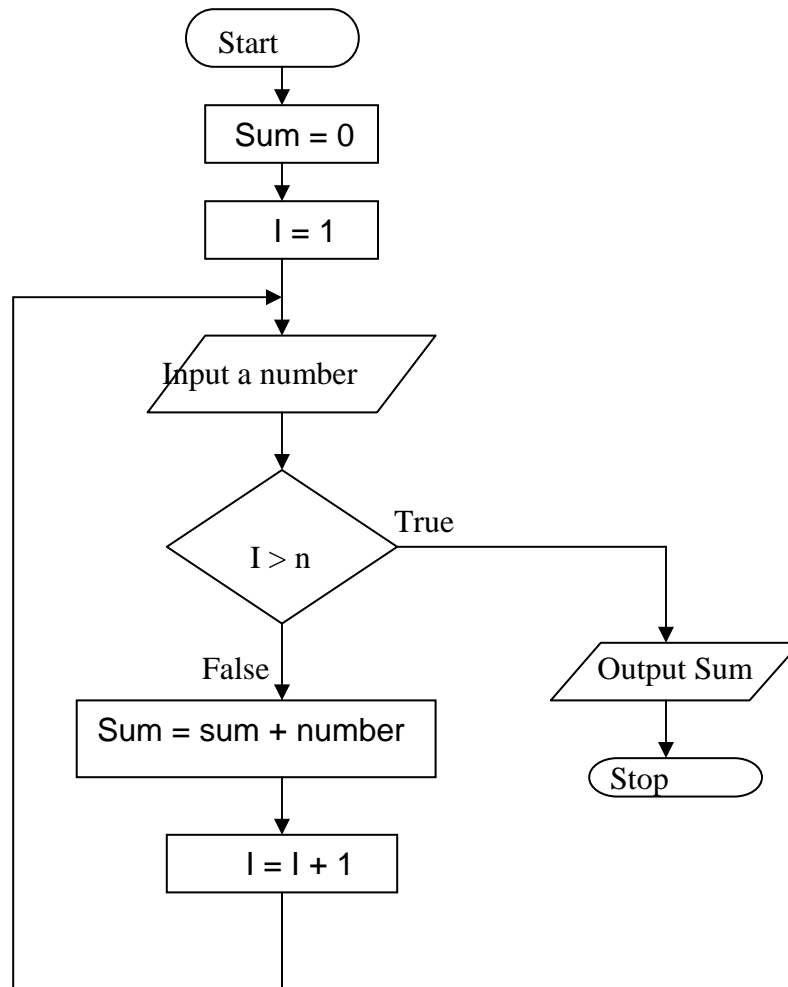 Start
Sum = 0
I = 1
Input a number
I > n
True
False
Output Sum
Sum = sum + number
Stop
I = I + 1